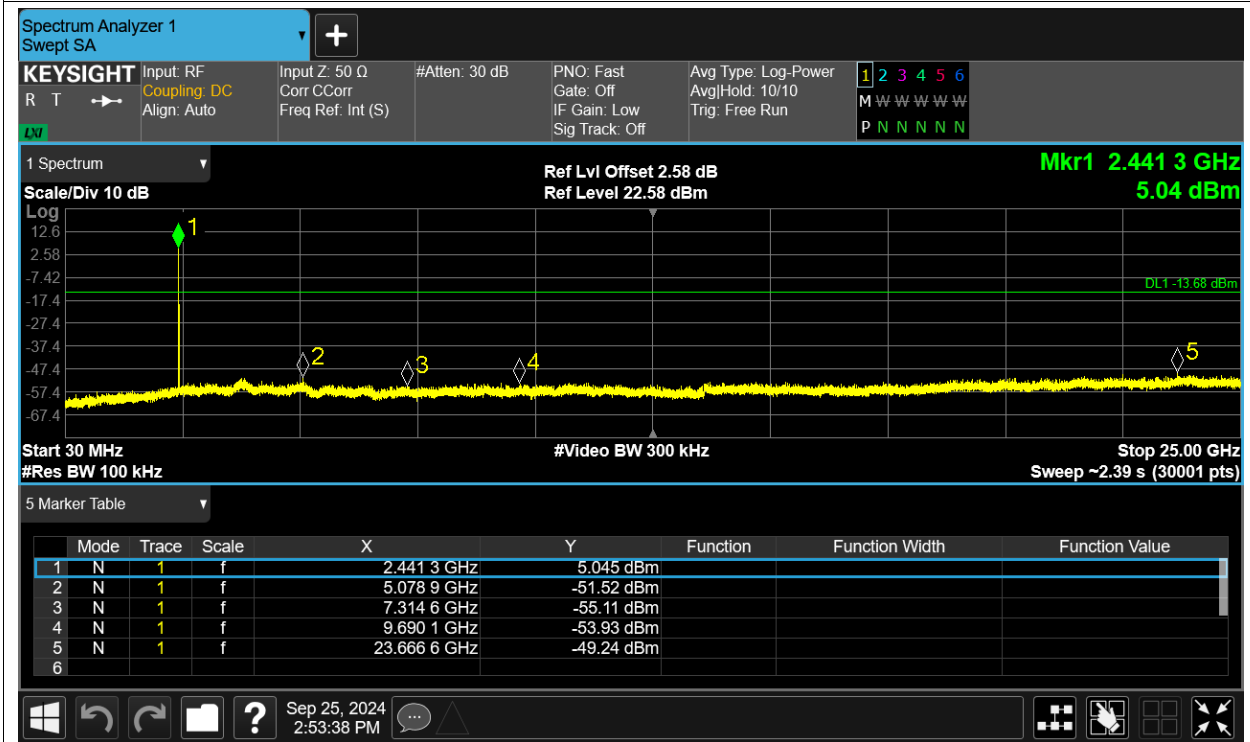 Spectrum Analyzer 1
Swept SA
+
KEYSIGHT
R T
LXI
Input: RF
Coupling: DC
Align: Auto
Input Z: 50 Ω
Corr CCorr
Freq Ref: Int (S)
#Atten: 30 dB
PNO: Fast
Gate: Off
IF Gain: Low
Sig Track: Off
Avg Type: Log-Power
Avg|Hold: 10/10
Trig: Free Run
1 2 3 4 5 6
M W W W W W
P N N N N N
1 Spectrum
Scale/Div 10 dB
Ref Lvl Offset 2.58 dB
Ref Level 22.58 dBm
Mkr1 2.441 3 GHz
5.04 dBm
Log
12.6
2.58
-7.42
-17.4
-27.4
-37.4
-47.4
-57.4
-67.4
1
2
3
4
5
DL1 -13.68 dBm
Start 30 MHz
#Res BW 100 kHz
#Video BW 300 kHz
Stop 25.00 GHz
Sweep ~2.39 s (30001 pts)
5 Marker Table
Mode Trace Scale X Y Function Function Width Function Value
1 N 1 f 2.441 3 GHz 5.045 dBm
2 N 1 f 5.078 9 GHz -51.52 dBm
3 N 1 f 7.314 6 GHz -55.11 dBm
4 N 1 f 9.690 1 GHz -53.93 dBm
5 N 1 f 23.666 6 GHz -49.24 dBm
6
?
Sep 25, 2024
2:53:38 PM